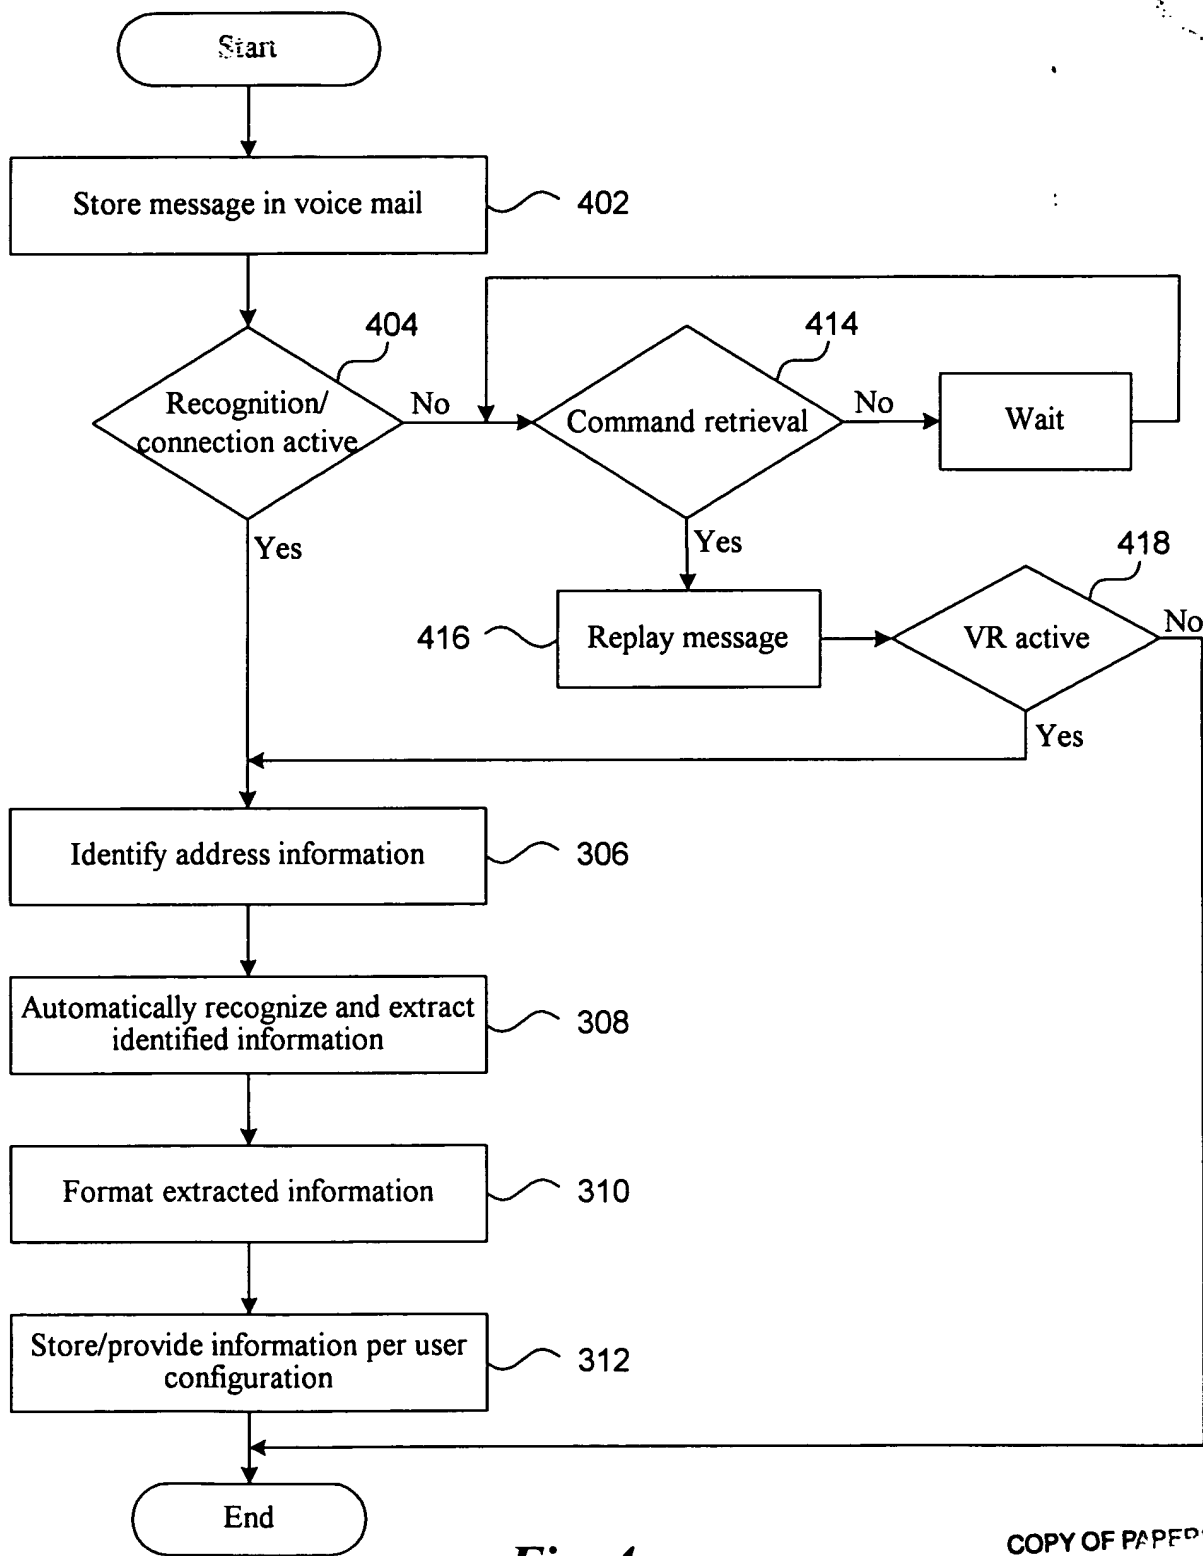 Start
Store message in voice mail
402
404
Recognition/
connection active
No
414
Command retrieval
No
Wait
Yes
Yes
418
416
Replay message
VR active
No
Yes
Identify address information
306
Automatically recognize and extract
identified information
308
Format extracted information
310
Store/provide information per user
configuration
312
End
COPY OF